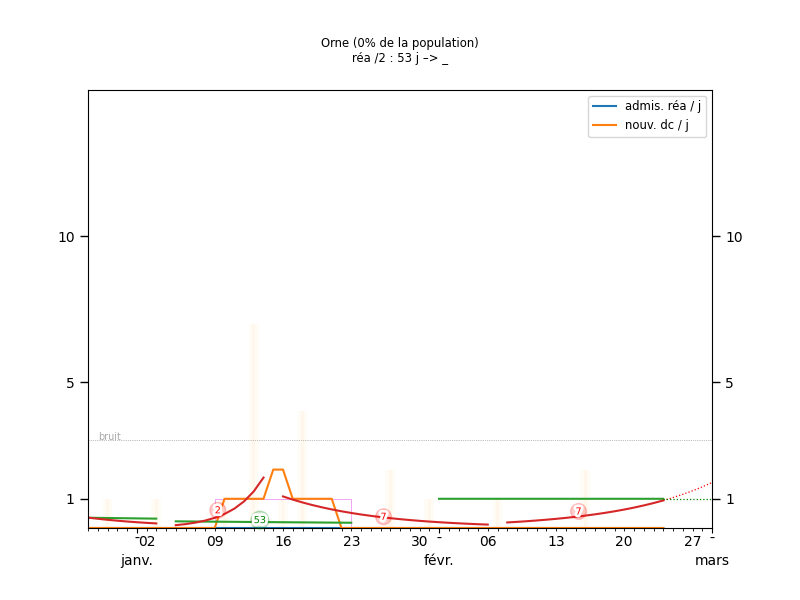 Orne (0% de la population)
réa /2 : 53 j –> _
admis. réa / j
nouv. dc / j
10 10
5 5
bruit
1 1
2 53 7 7
02 09 16 23 30 06 13 20 27
janv. févr. mars